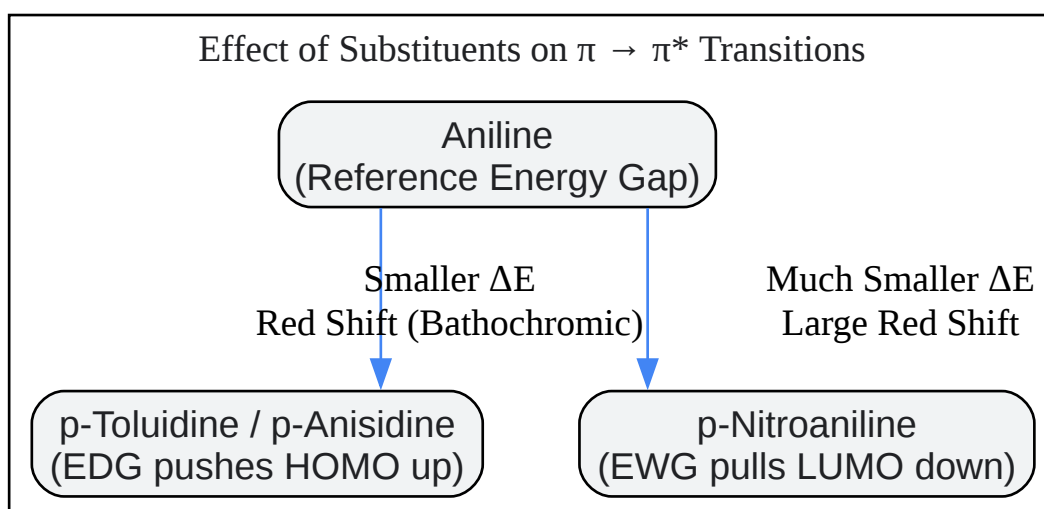 Effect of Substituents on π → π* Transitions
Aniline
(Reference Energy Gap)
Smaller ΔE
Red Shift (Bathochromic)
Much Smaller ΔE
Large Red Shift
p-Toluidine / p-Anisidine
(EDG pushes HOMO up)
p-Nitroaniline
(EWG pulls LUMO down)